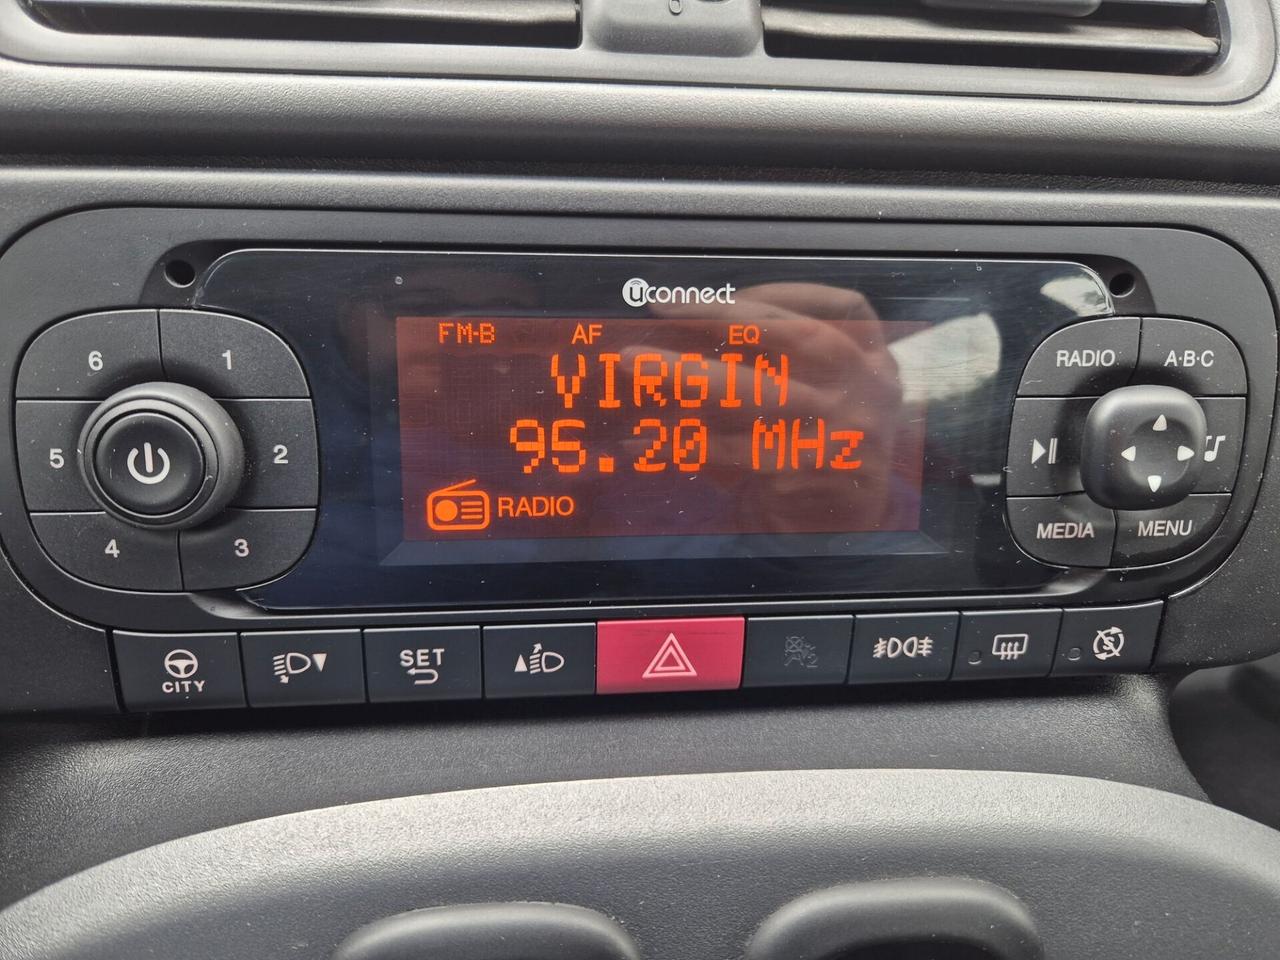 uconnect
FM-B AF EQ
VIRGIN
95.20 MHz
RADIO
6 1
5 2
4 3
RADIO A·B·C
MEDIA MENU
CITY
SET